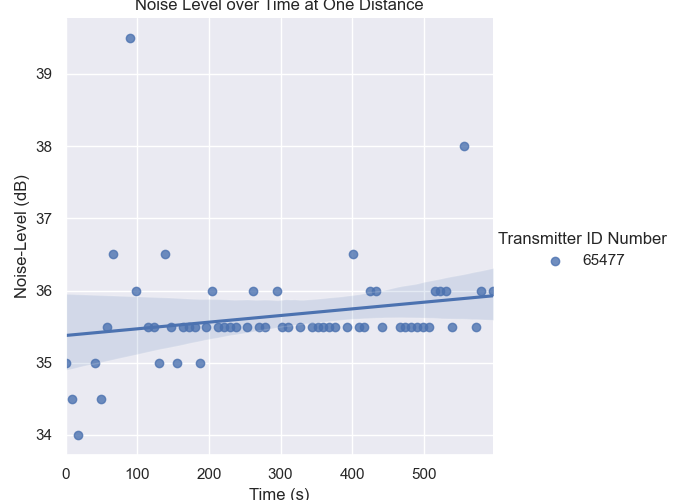 Noise Level over Time at One Distance
39
38
37
36
35
34
Noise-Level (dB)
0 100 200 300 400 500
Time (s)
Transmitter ID Number
65477